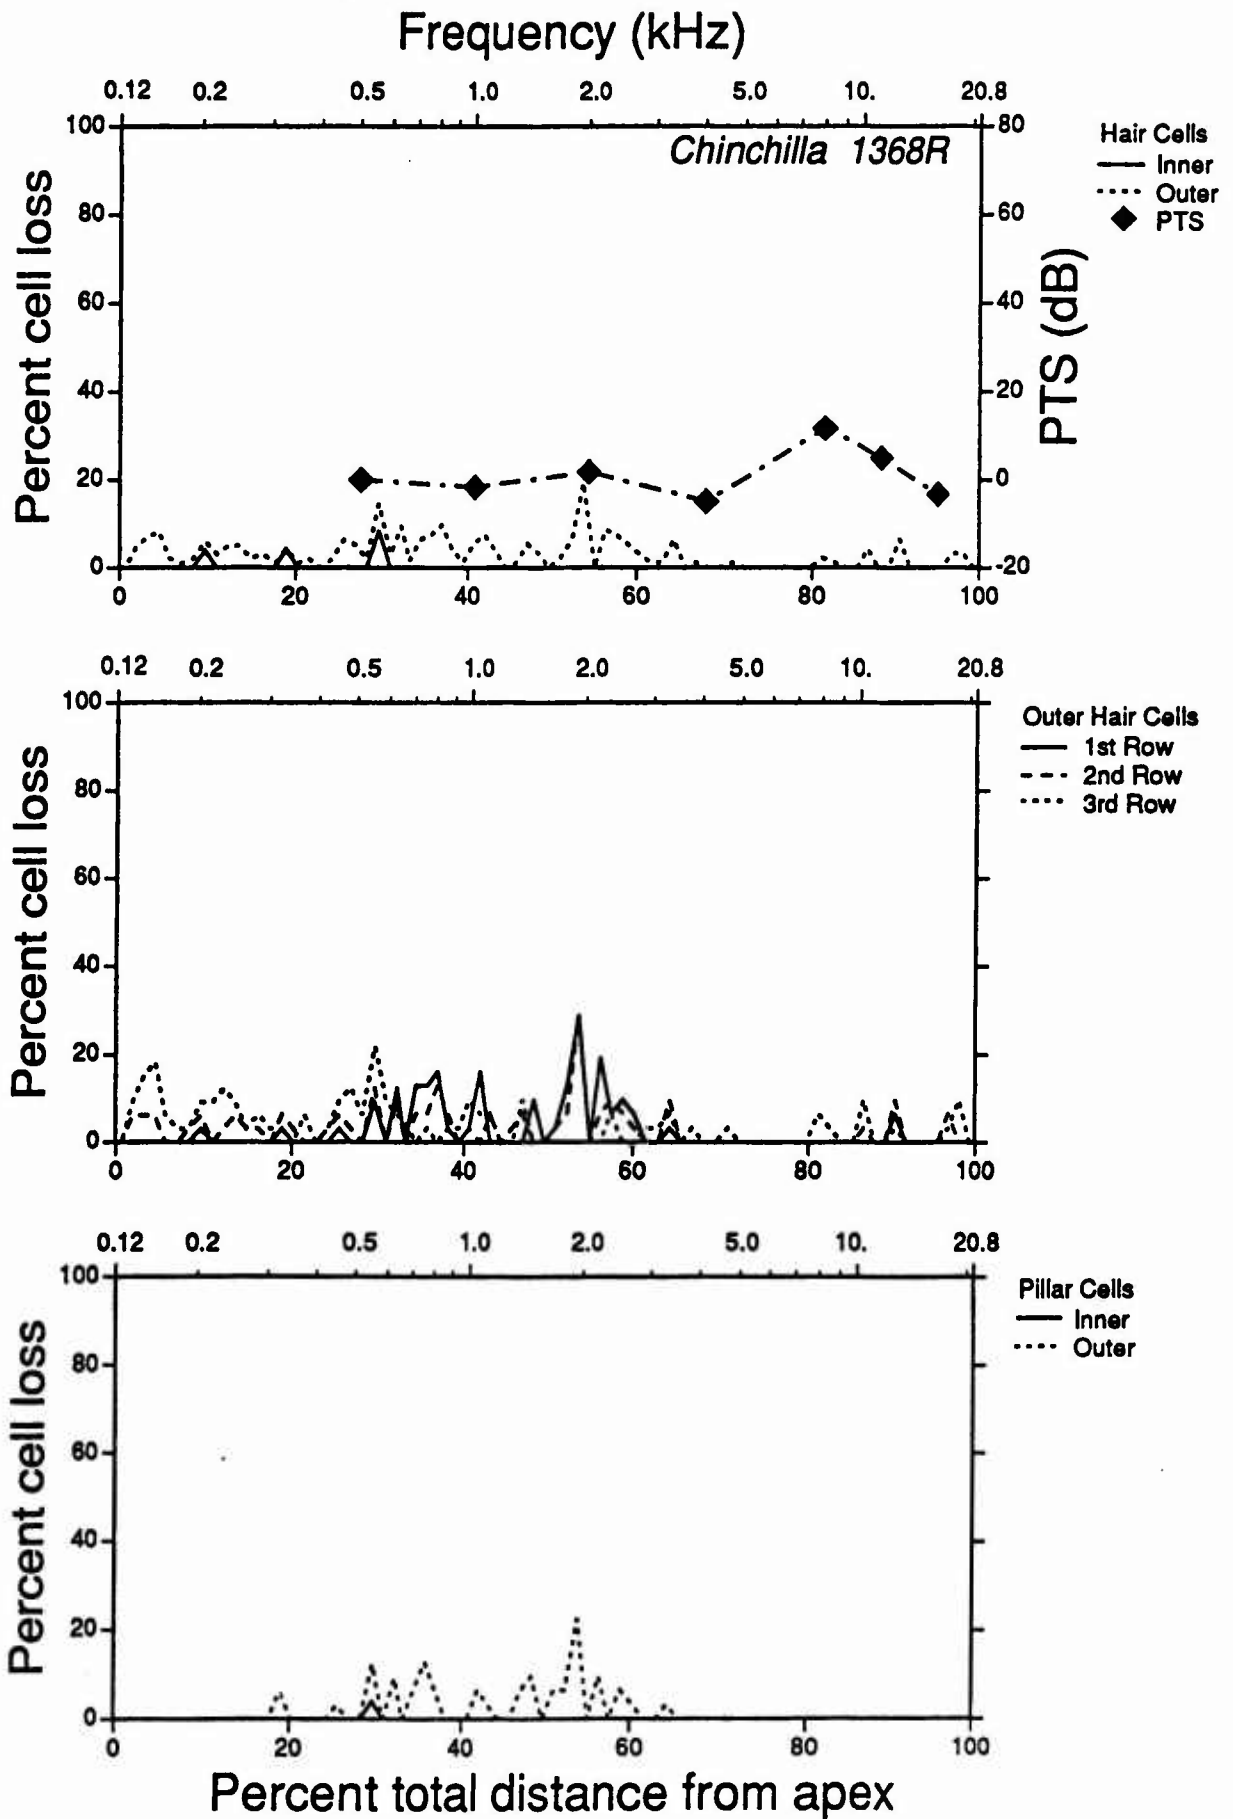 Frequency (kHz)
0.12 0.2 0.5 1.0 2.0 5.0 10. 20.8
Chinchilla 1368R
Percent cell loss
100
80
60
40
20
0
80
60
40
20
0
-20
PTS (dB)
0 20 40 60 80 100
Hair Cells
Inner
Outer
PTS
0.12 0.2 0.5 1.0 2.0 5.0 10. 20.8
Percent cell loss
100
80
60
40
20
0
0 20 40 60 80 100
Outer Hair Cells
1st Row
2nd Row
3rd Row
0.12 0.2 0.5 1.0 2.0 5.0 10. 20.8
Percent cell loss
100
80
60
40
20
0
0 20 40 60 80 100
Pillar Cells
Inner
Outer
Percent total distance from apex